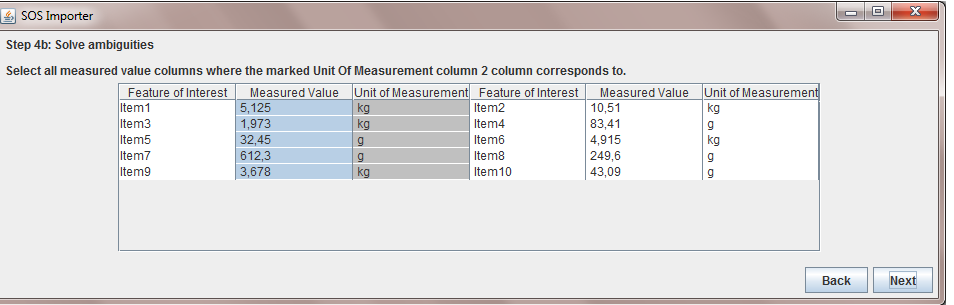 SOS Importer
Step 4b: Solve ambiguities
Select all measured value columns where the marked Unit Of Measurement column 2 column corresponds to.
Feature of Interest Measured Value Unit of Measurement Feature of Interest Measured Value Unit of Measurement
Item1 5,125 kg Item2 10,51 kg
Item3 1,973 kg Item4 83,41 g
Item5 32,45 g Item6 4,915 kg
Item7 612,3 g Item8 249,6 g
Item9 3,678 kg Item10 43,09 g
Back Next